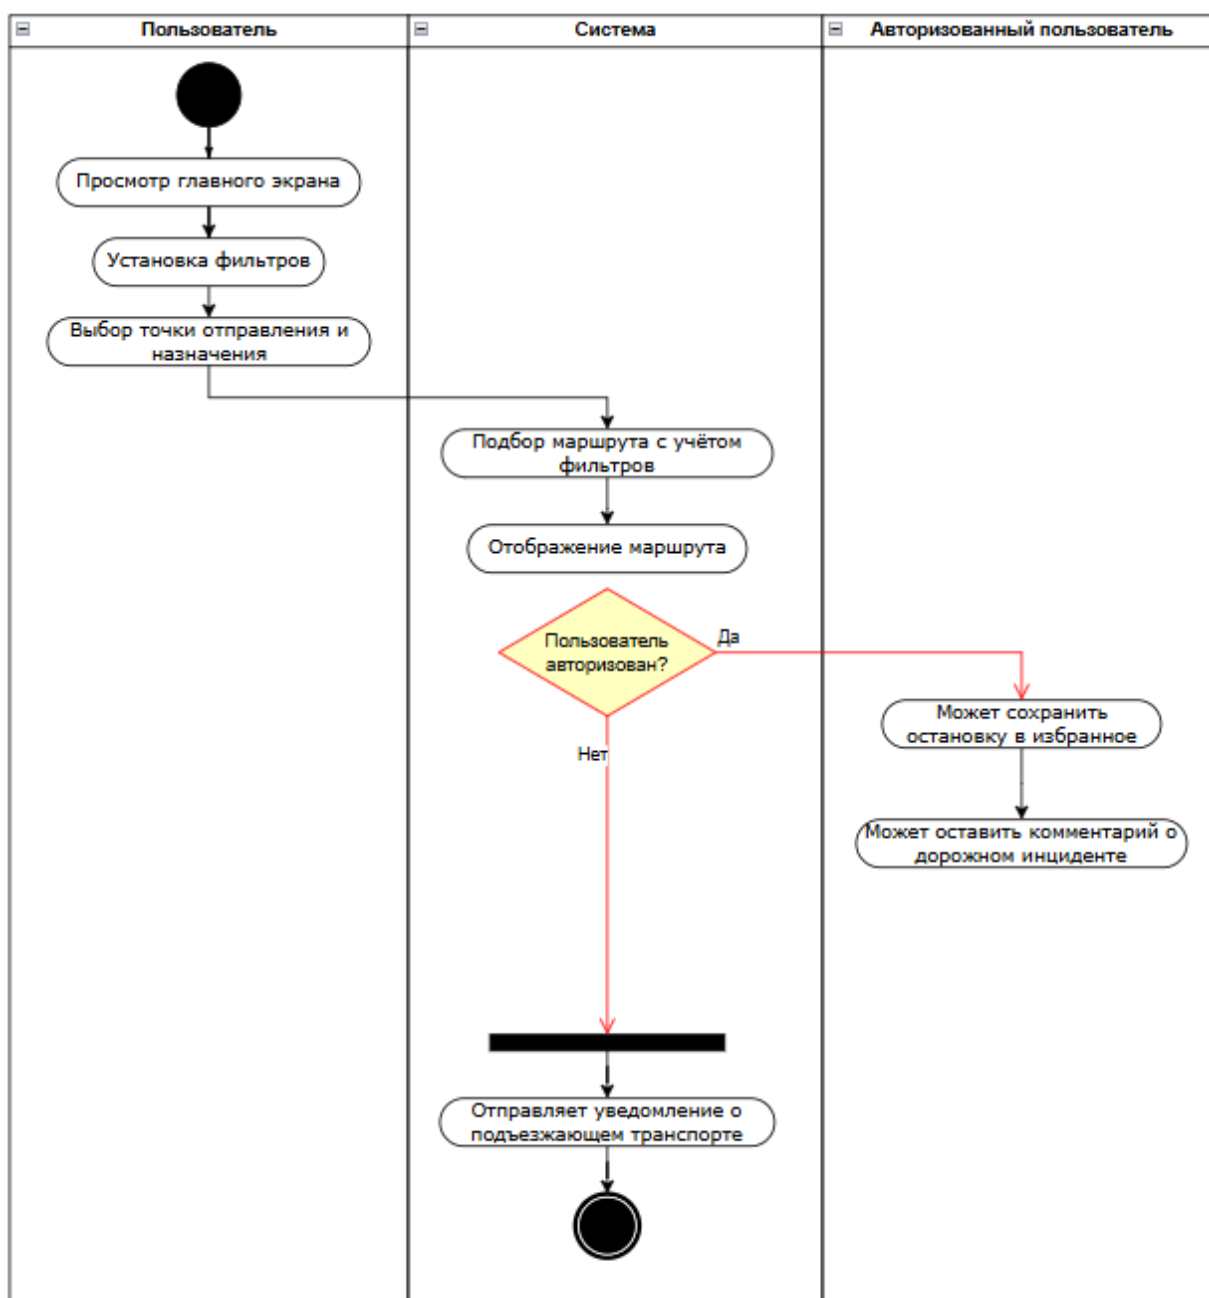 Пользователь
Система
Авторизованный пользователь
Просмотр главного экрана
Установка фильтров
Выбор точки отправления и
назначения
Подбор маршрута с учётом
фильтров
Отображение маршрута
Пользователь
авторизован?
Да
Нет
Может сохранить
остановку в избранное
Может оставить комментарий о
дорожном инциденте
Отправляет уведомление о
подъезжающем транспорте